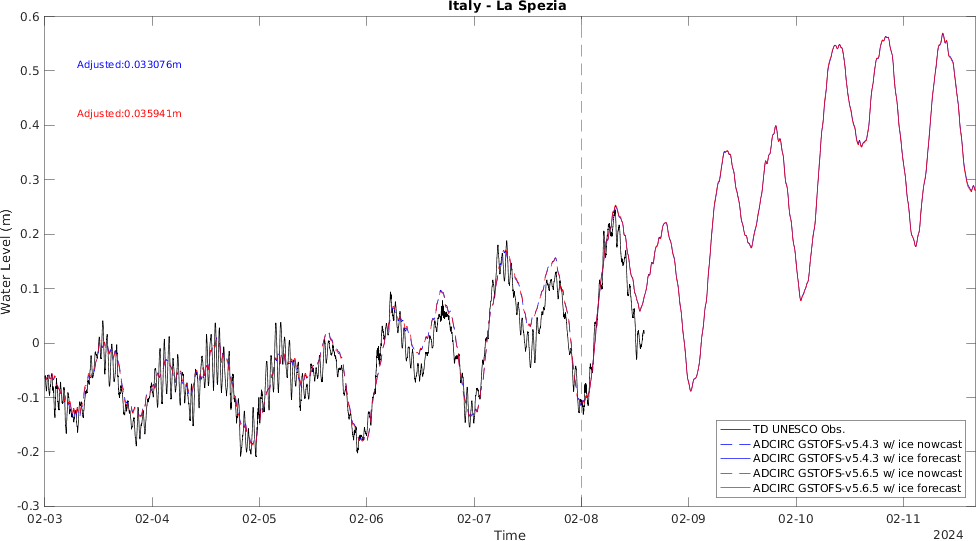 Italy - La Spezia
0.6
0.5
0.4
0.3
0.2
0.1
0
-0.1
-0.2
-0.3
Water Level (m)
Adjusted:0.033076m
Adjusted:0.035941m
TD UNESCO Obs.
ADCIRC GSTOFS-v5.4.3 w/ ice nowcast
ADCIRC GSTOFS-v5.4.3 w/ ice forecast
ADCIRC GSTOFS-v5.6.5 w/ ice nowcast
ADCIRC GSTOFS-v5.6.5 w/ ice forecast
02-03 02-04 02-05 02-06 02-07 02-08 02-09 02-10 02-11
Time
2024